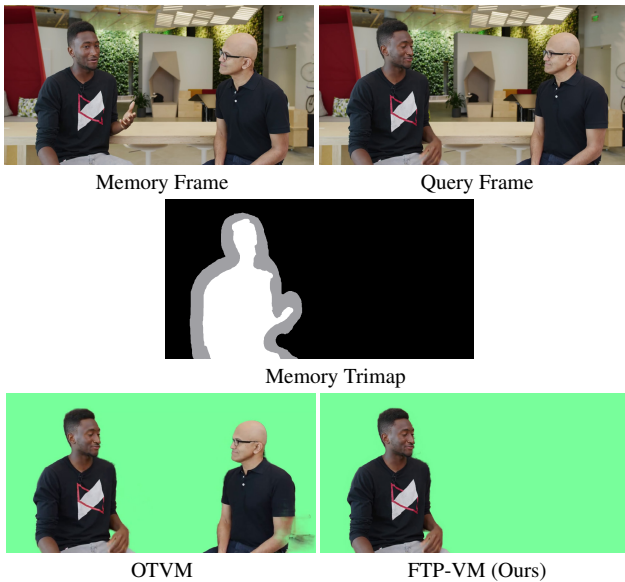 Memory Frame
Query Frame
Memory Trimap
OTVM
FTP-VM (Ours)